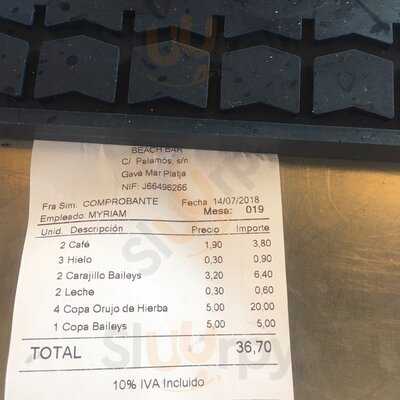 BEACH BAR
C/ Palamós, s/n
Gavà Mar Platja
NIF: J66496266
Fra Sim. COMPROBANTE Fecha 14/07/2018
Empleado: MYRIAM Mesa: 019
Unid. Descripción Precio Importe
2 Café 1,90 3,80
3 Hielo 0,30 0,90
2 Carajillo Baileys 3,20 6,40
2 Leche 0,30 0,60
4 Copa Orujo de Hierba 5,00 20,00
1 Copa Baileys 5,00 5,00
TOTAL 36,70
10% IVA Incluido
sluurpy